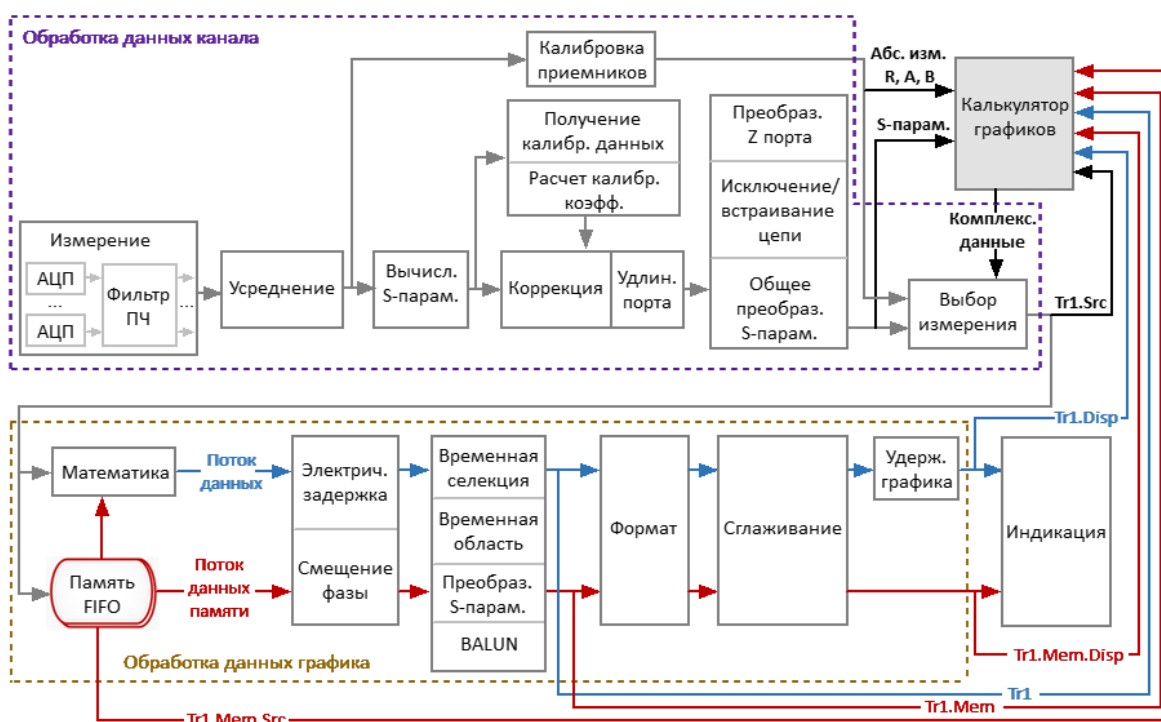 Обработка данных канала
Калибровка
приемников
Абс. изм.
R, A, B
S-парам.
Калькулятор
графиков
Получение
калибр. данных
Расчет калибр.
коэфф.
Преобраз.
Z порта
Исключение/
встраивание
цепи
Общее
преобраз.
S-парам.
Измерение
АЦП
...
АЦП
Фильтр
ПЧ
...
Усреднение
Вычисл.
S-парам.
Коррекция
Удлин.
порта
Комплекс.
данные
Выбор
измерения
Tr1.Src
Tr1.Disp
Математика
Поток
данных
Электрич.
задержка
Смещение
фазы
Временная
селекция
Временная
область
Преобраз.
S-парам.
BALUN
Формат
Сглаживание
Удерж.
графика
Индикация
Память
FIFO
Поток
данных
памяти
Обработка данных графика
Tr1.Mem.Disp
Tr1
Tr1.Mem
Tr1.Mem.Src